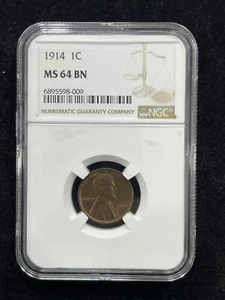 1914 1C
MS 64 BN
6895598-009
NGC
NUMISMATIC GUARANTY COMPANY